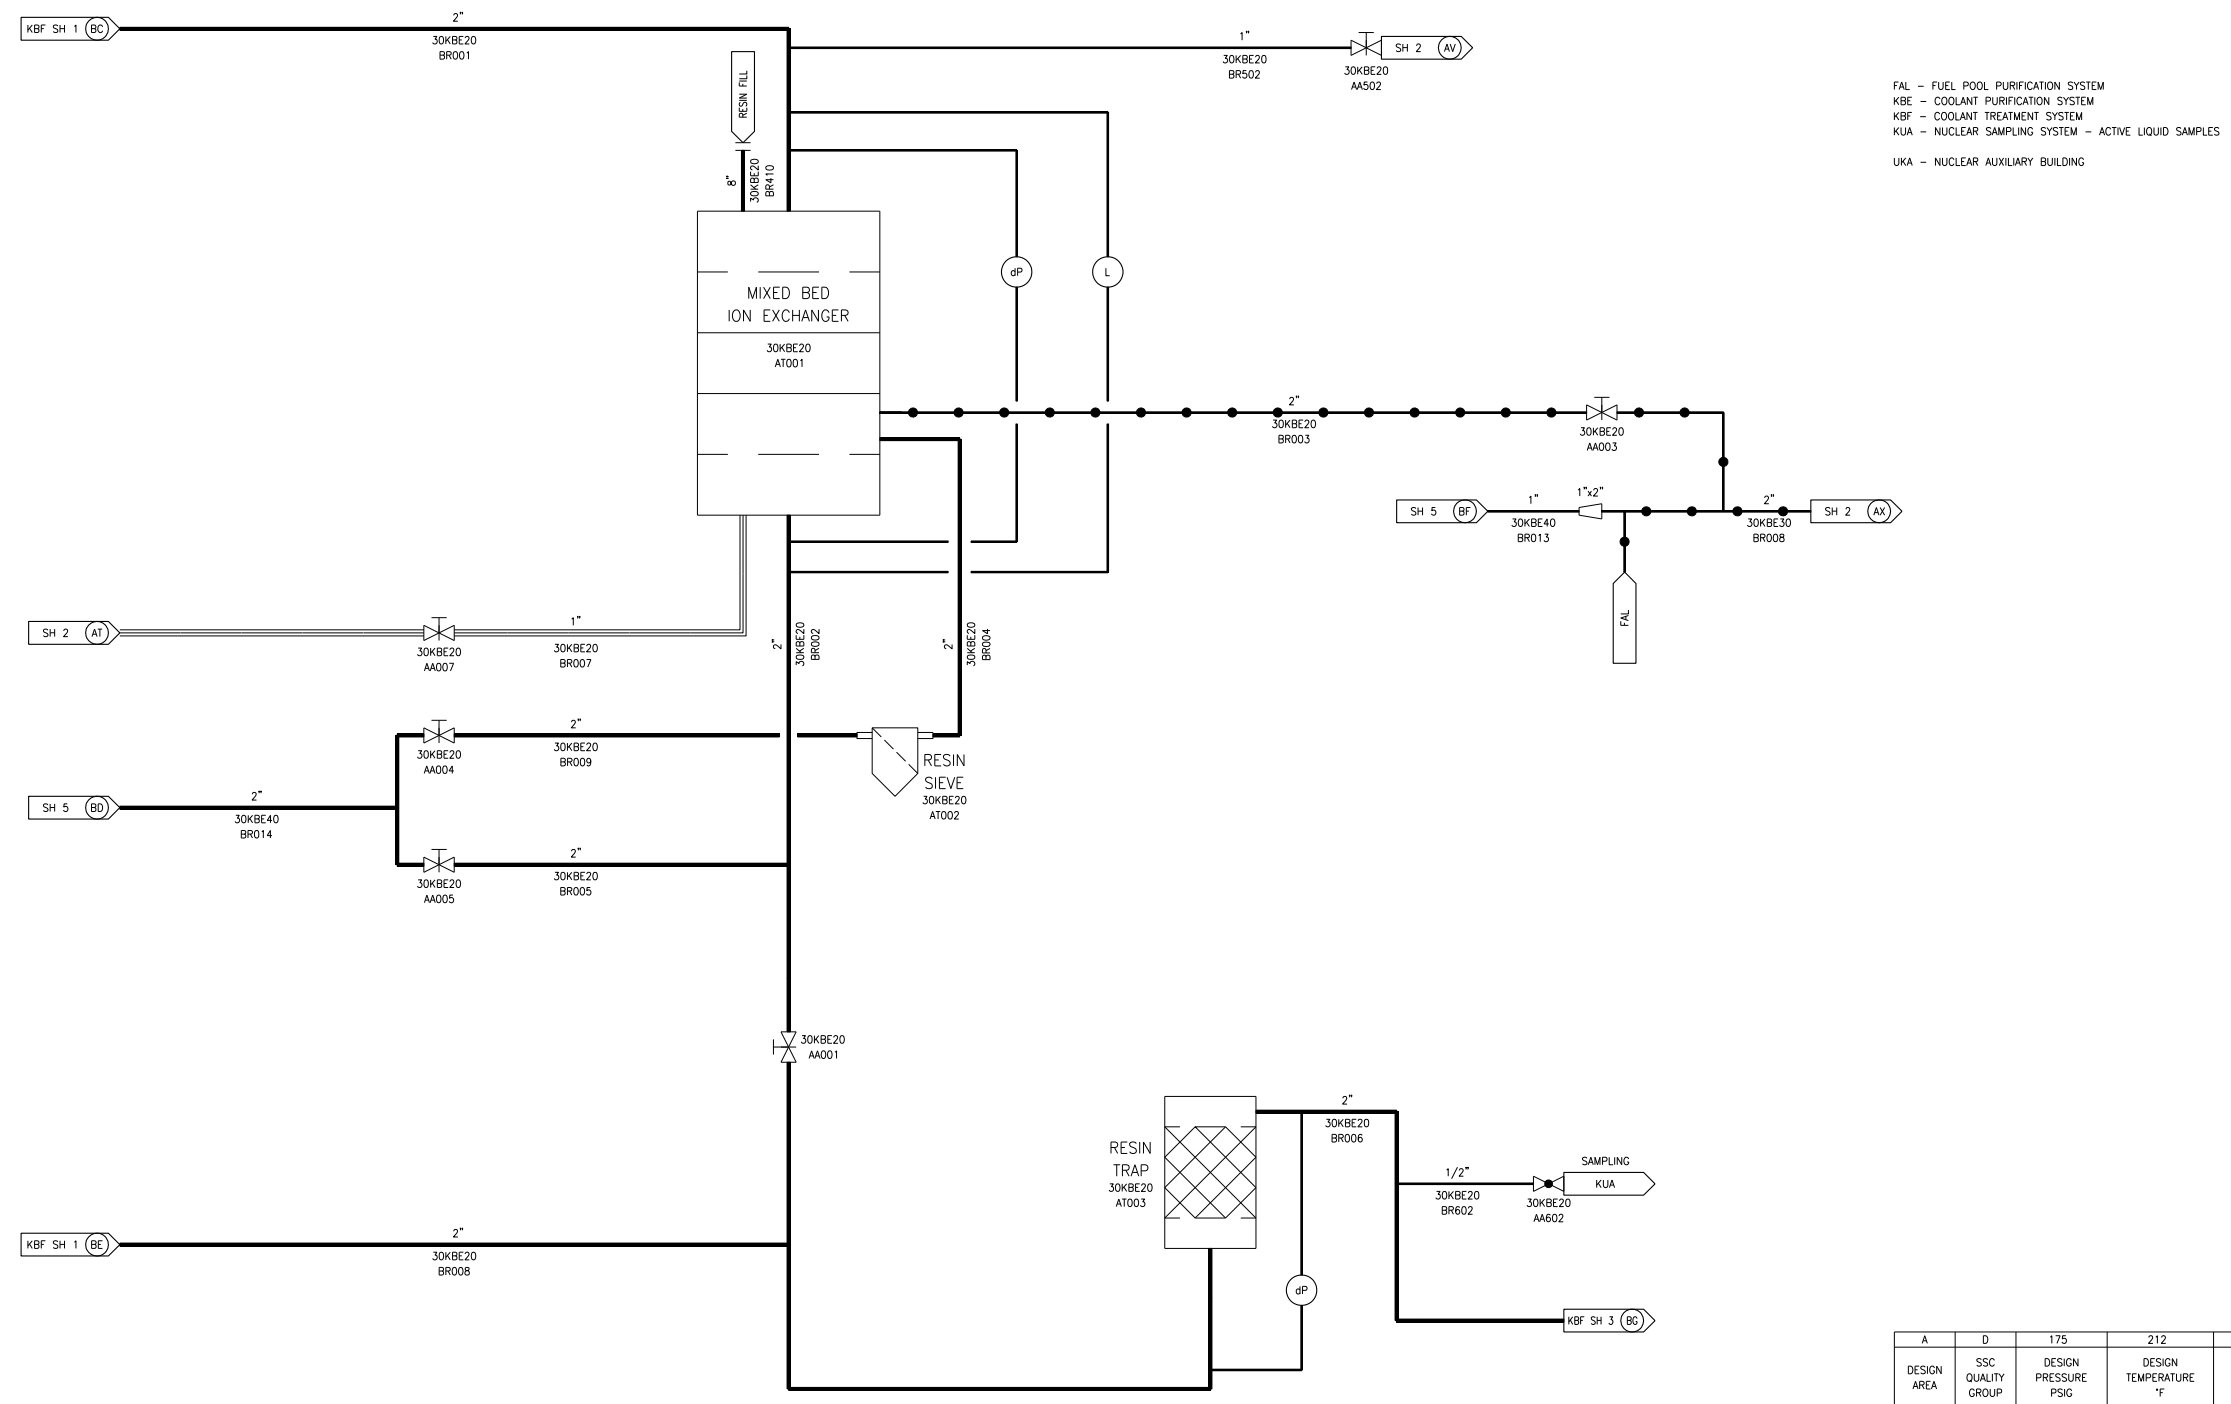 KBF SH 1 BC
2"
30KBE20
BR001
RESIN FILL
8"
30KBE20
BR410
1"
30KBE20
BR502
30KBE20
AA502
SH 2 AV
FAL – FUEL POOL PURIFICATION SYSTEM
KBE – COOLANT PURIFICATION SYSTEM
KBF – COOLANT TREATMENT SYSTEM
KUA – NUCLEAR SAMPLING SYSTEM – ACTIVE LIQUID SAMPLES
UKA – NUCLEAR AUXILIARY BUILDING
MIXED BED
ION EXCHANGER
30KBE20
AT001
dP
L
2"
30KBE20
BR003
30KBE20
AA003
SH 5 BF
1"
30KBE40
BR013
1"x2"
2"
30KBE30
BR008
SH 2 AX
FAL
SH 2 AT
30KBE20
AA007
1"
30KBE20
BR007
2"
30KBE20
BR002
2"
30KBE20
BR004
30KBE20
AA004
2"
30KBE20
BR009
RESIN
SIEVE
30KBE20
AT002
SH 5 BD
2"
30KBE40
BR014
30KBE20
AA005
2"
30KBE20
BR005
30KBE20
AA001
RESIN
TRAP
30KBE20
AT003
2"
30KBE20
BR006
1/2"
30KBE20
BR602
30KBE20
AA602
SAMPLING
KUA
KBF SH 1 BE
2"
30KBE20
BR008
dP
KBF SH 3 BG
A D 175 212
DESIGN
AREA
SSC
QUALITY
GROUP
DESIGN
PRESSURE
PSIG
DESIGN
TEMPERATURE
°F